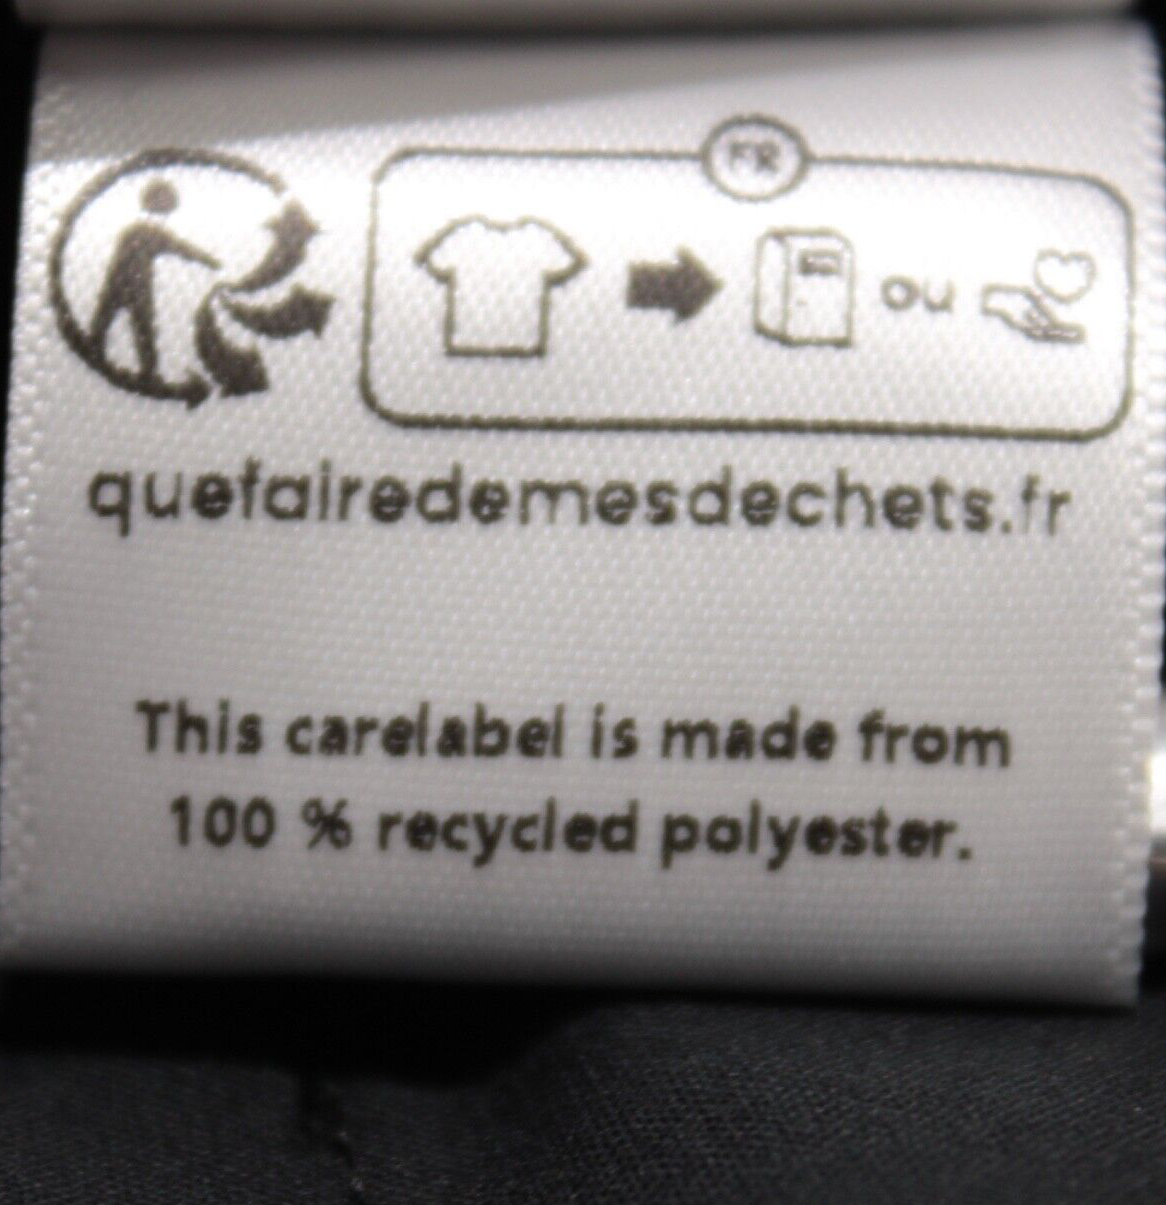 FR
ou
quefairedemesdechets.fr
This carelabel is made from
100 % recycled polyester.